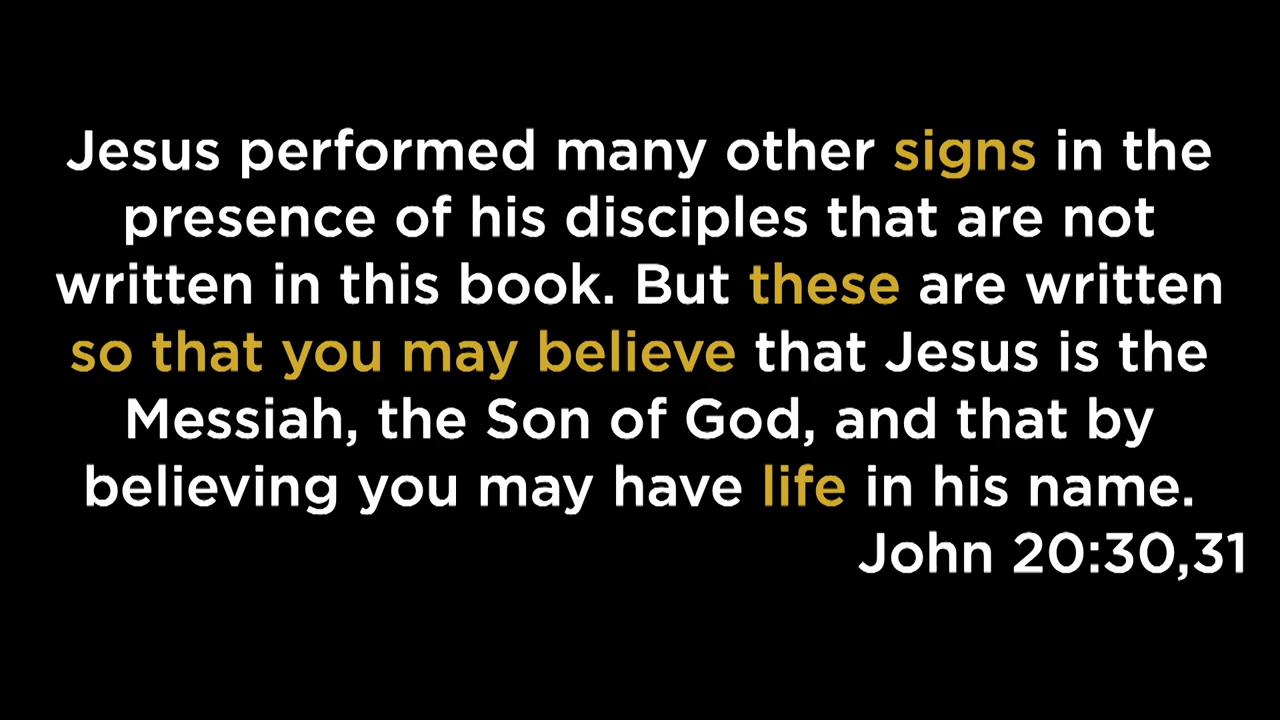 Jesus performed many other signs in the
presence of his disciples that are not
written in this book. But these are written
so that you may believe that Jesus is the
Messiah, the Son of God, and that by
believing you may have life in his name.
John 20:30,31